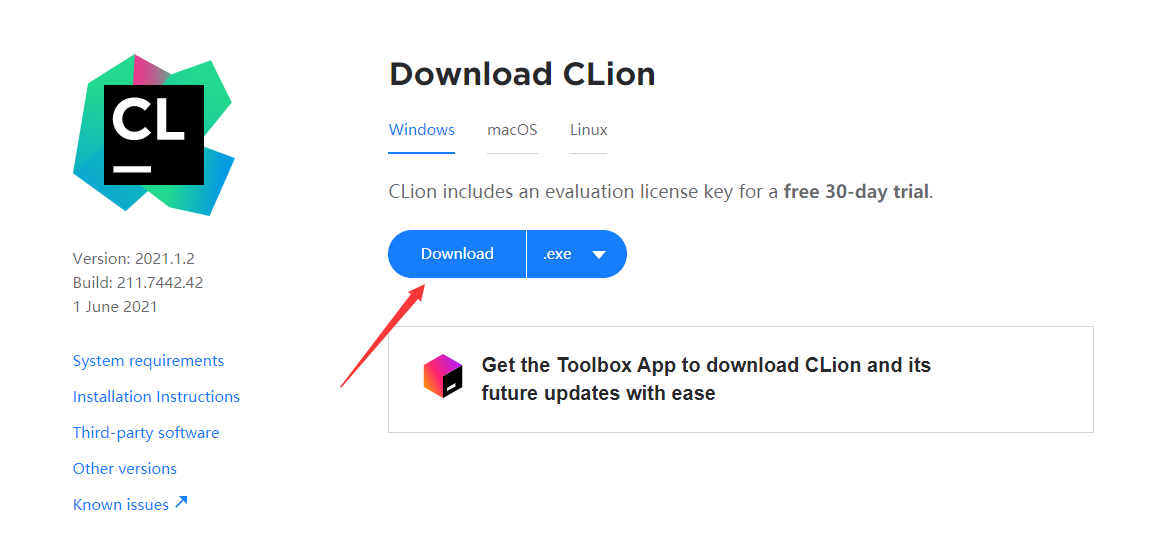 CL
Version: 2021.1.2
Build: 211.7442.42
1 June 2021
System requirements
Installation Instructions
Third-party software
Other versions
Known issues
Download CLion
Windows macOS Linux
CLion includes an evaluation license key for a free 30-day trial.
Download .exe
Get the Toolbox App to download CLion and its
future updates with ease